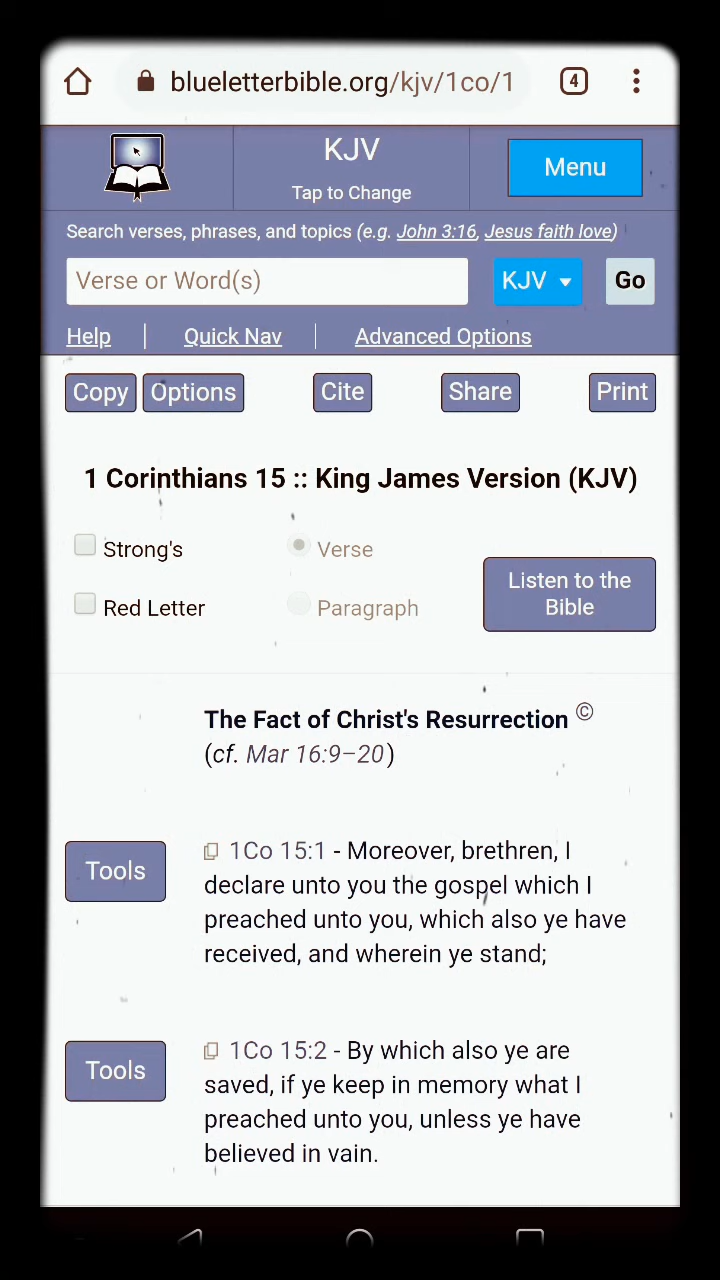 blueletterbible.org/kjv/1co/1
4
KJV
Tap to Change
Menu
Search verses, phrases, and topics (e.g. John 3:16, Jesus faith love)
Verse or Word(s)
KJV
Go
Help
Quick Nav
Advanced Options
Copy
Options
Cite
Share
Print
1 Corinthians 15 :: King James Version (KJV)
Strong's
Verse
Red Letter
Paragraph
Listen to the
Bible
The Fact of Christ's Resurrection ©
(cf. Mar 16:9–20)
Tools
1Co 15:1 - Moreover, brethren, I
declare unto you the gospel which I
preached unto you, which also ye have
received, and wherein ye stand;
Tools
1Co 15:2 - By which also ye are
saved, if ye keep in memory what I
preached unto you, unless ye have
believed in vain.